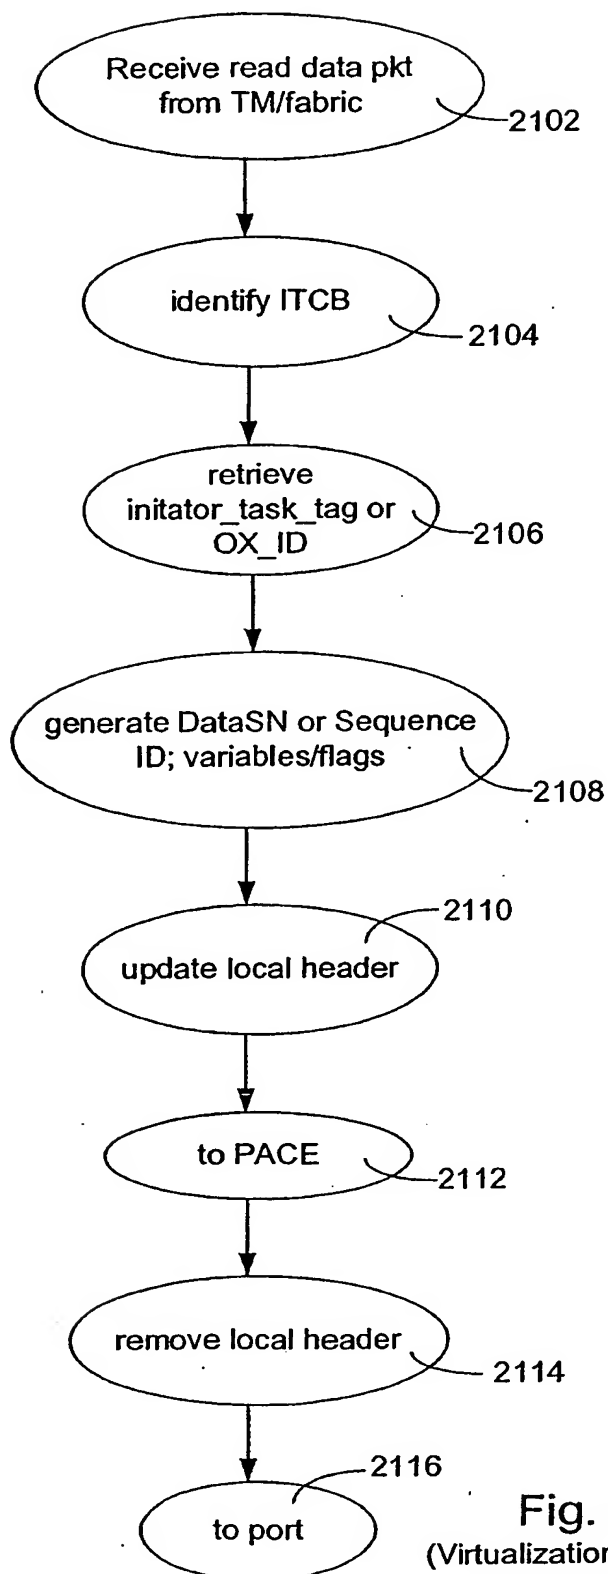 Receive read data pkt
from TM/fabric
2102
identify ITCB
2104
retrieve
initator_task_tag or
OX_ID
2106
generate DataSN or Sequence
ID; variables/flags
2108
2110
update local header
to PACE
2112
remove local header
2114
2116
to port
Fig.
(Virtualization